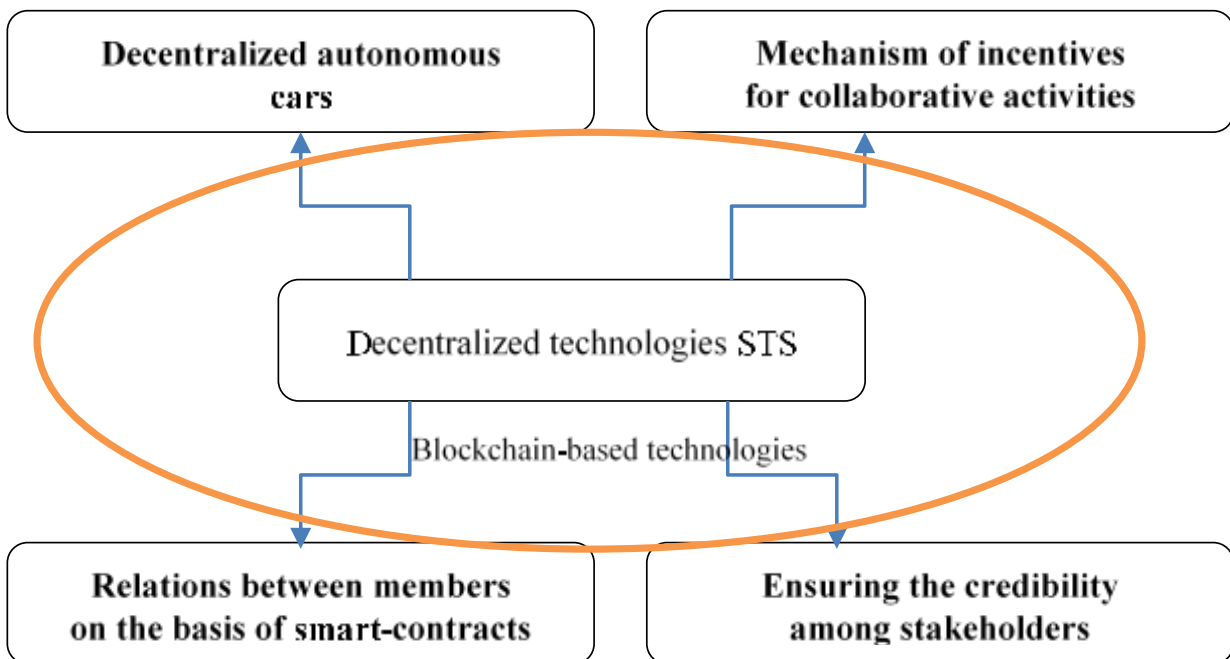 Decentralized autonomous
cars
Mechanism of incentives
for collaborative activities
Decentralized technologies STS
Blockchain-based technologies
Relations between members
on the basis of smart-contracts
Ensuring the credibility
among stakeholders